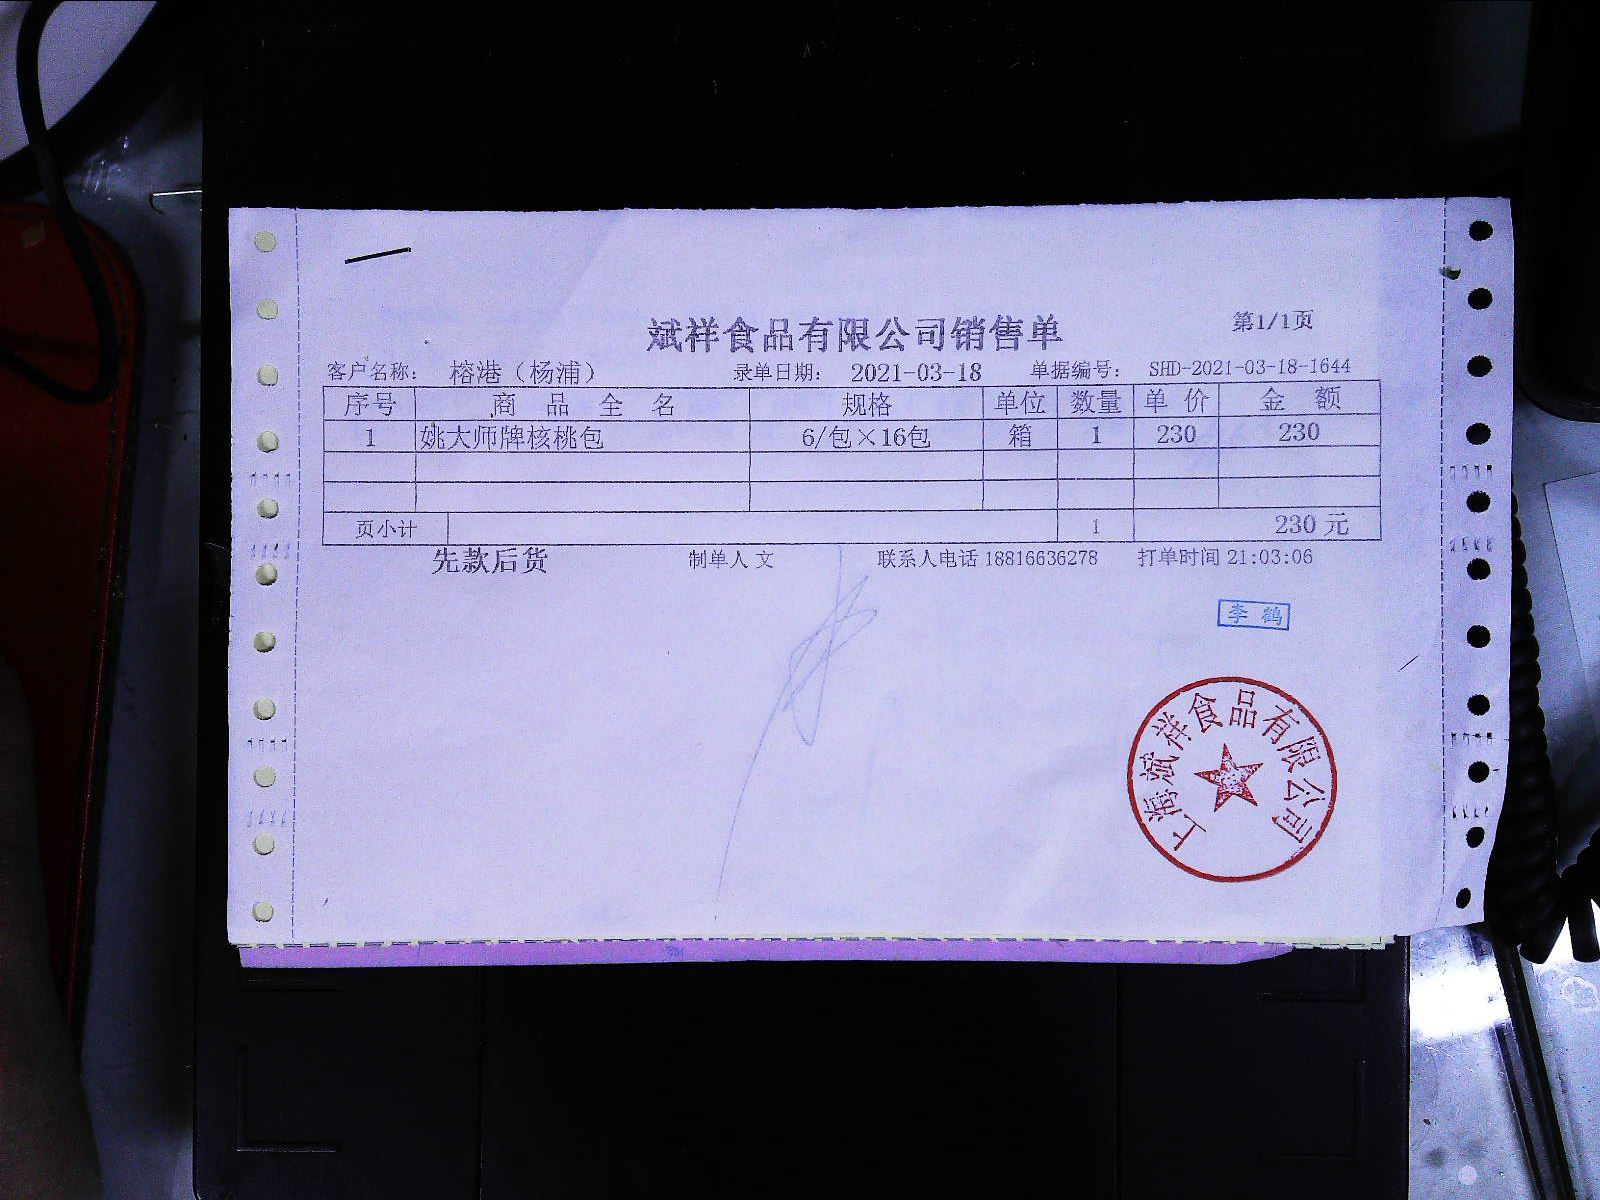 斌祥食品有限公司销售单
第1/1页
客户名称： 榕港（杨浦） 录单日期： 2021-03-18 单据编号： SHD-2021-03-18-1644
序号 商品全名 规格 单位 数量 单价 金额
1 姚大师牌核桃包 6/包×16包 箱 1 230 230
页小计 1 230元
先款后货 制单人 文 联系人电话 18816636278 打单时间 21:03:06
李鹤
上海斌祥食品有限公司